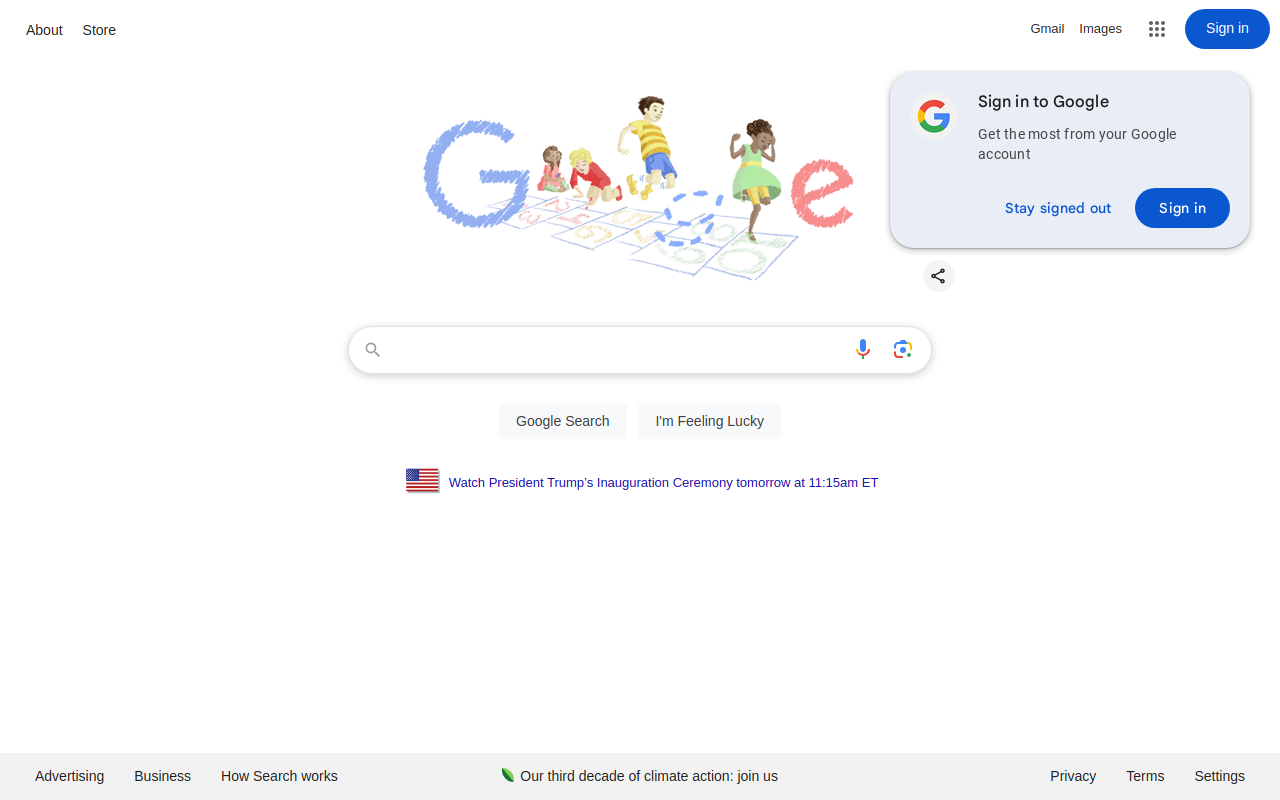 About
Store
Gmail
Images
Sign in
Sign in to Google
Get the most from your Google
account
Stay signed out
Sign in
Google Search
I'm Feeling Lucky
Watch President Trump’s Inauguration Ceremony tomorrow at 11:15am ET
Advertising
Business
How Search works
Our third decade of climate action: join us
Privacy
Terms
Settings